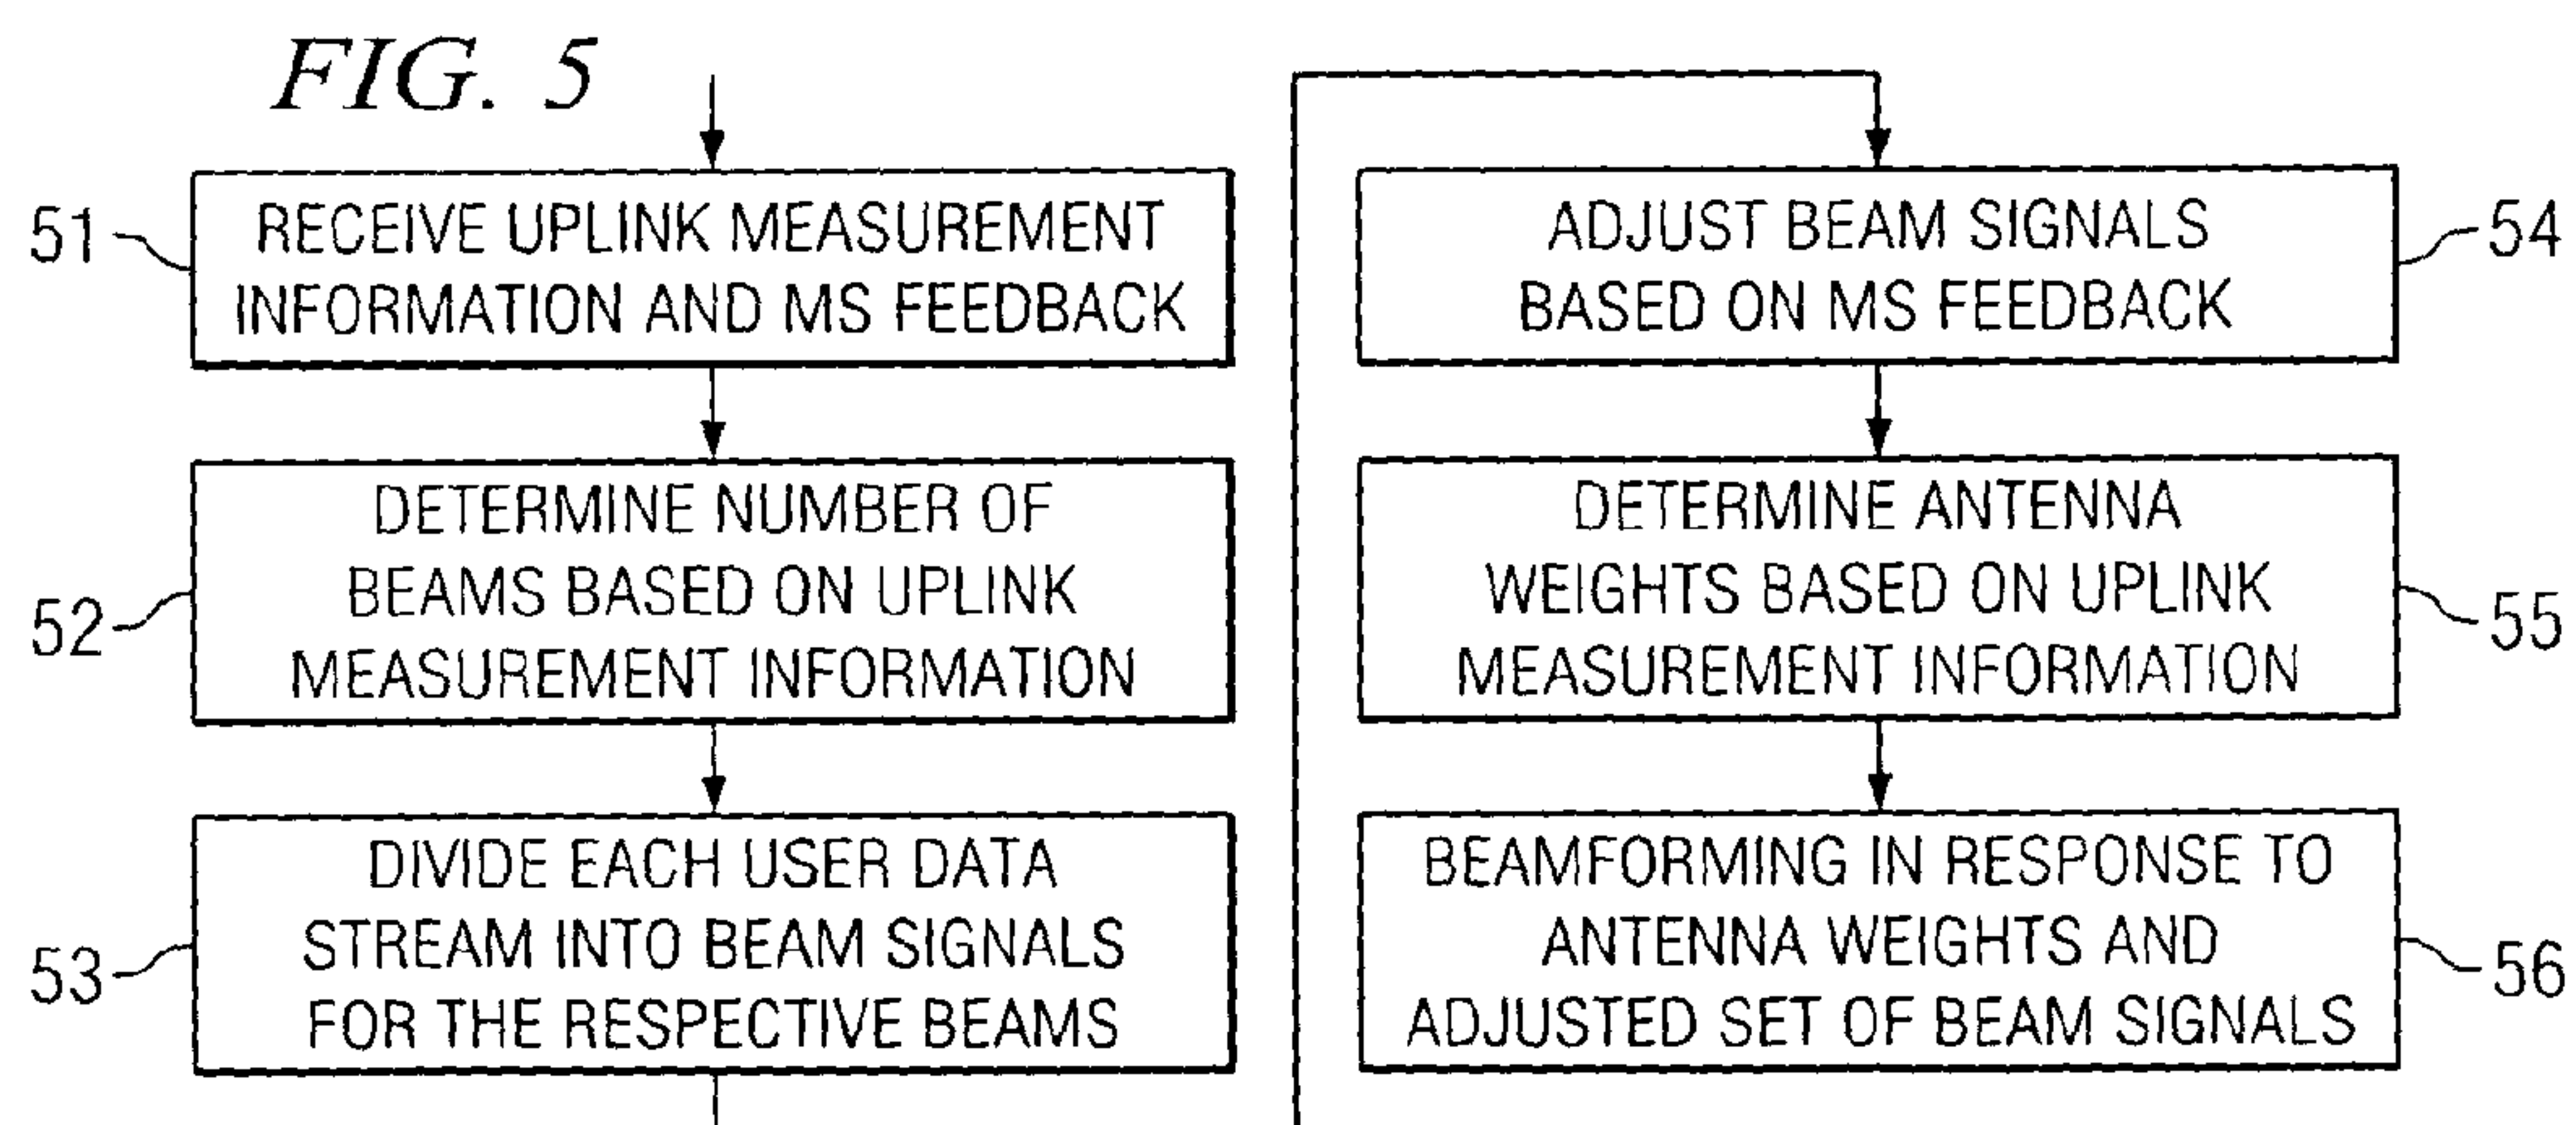 FIG. 5
51
RECEIVE UPLINK MEASUREMENT
INFORMATION AND MS FEEDBACK
52
DETERMINE NUMBER OF
BEAMS BASED ON UPLINK
MEASUREMENT INFORMATION
53
DIVIDE EACH USER DATA
STREAM INTO BEAM SIGNALS
FOR THE RESPECTIVE BEAMS
ADJUST BEAM SIGNALS
BASED ON MS FEEDBACK
54
DETERMINE ANTENNA
WEIGHTS BASED ON UPLINK
MEASUREMENT INFORMATION
55
BEAMFORMING IN RESPONSE TO
ANTENNA WEIGHTS AND
ADJUSTED SET OF BEAM SIGNALS
56